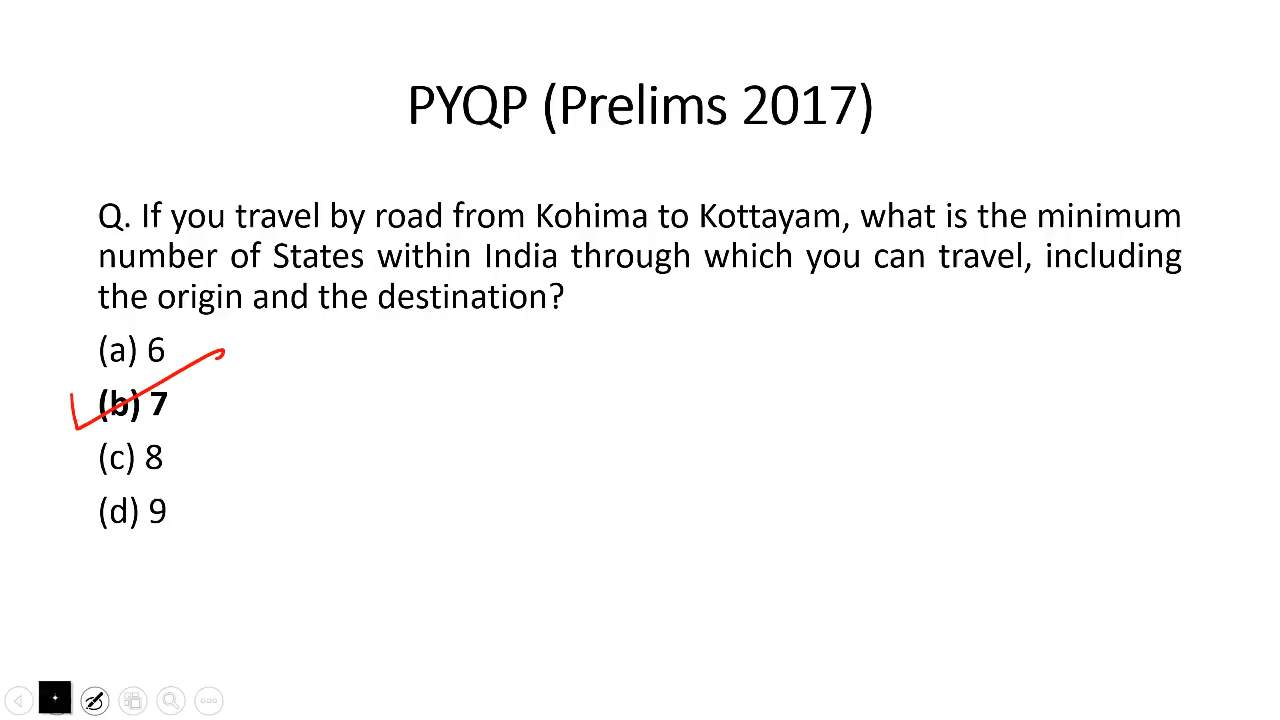 PYQP (Prelims 2017)
Q. If you travel by road from Kohima to Kottayam, what is the minimum
number of States within India through which you can travel, including
the origin and the destination?
(a) 6
(b) 7
(c) 8
(d) 9